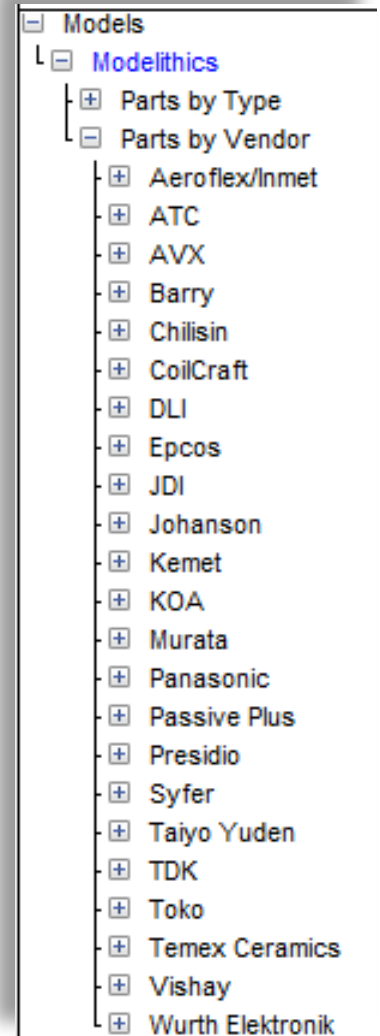 Models
Modelithics
Parts by Type
Parts by Vendor
Aeroflex/Inmet
ATC
AVX
Barry
Chilisin
CoilCraft
DLI
Epcos
JDI
Johanson
Kemet
KOA
Murata
Panasonic
Passive Plus
Presidio
Syfer
Taiyo Yuden
TDK
Toko
Temex Ceramics
Vishay
Wurth Elektronik